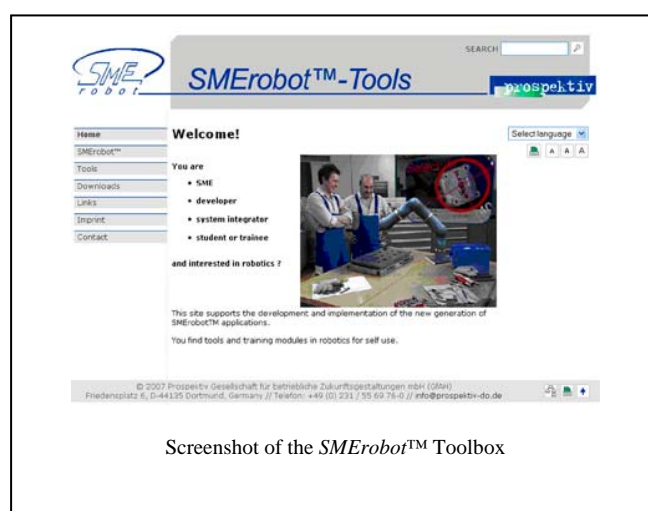 SME
robot
SMErobot™-Tools
SEARCH
prospektiv
Home
SMErobot™
Tools
Downloads
Links
Imprint
Contact
Welcome!
Select language
A A A
You are
• SME
• developer
• system integrator
• student or trainee
and interested in robotics ?
This site supports the development and implementation of the new generation of
SMErobotTM applications.
You find tools and training modules in robotics for self use.
© 2007 Prospektiv Gesellschaft für betriebliche Zukunftsgestaltungen mbH (GfAH)
Friedensplatz 6, D-44135 Dortmund, Germany // Telefon: +49 (0) 231 / 55 69 76-0 // info@prospektiv-do.de
Screenshot of the SMErobot™ Toolbox